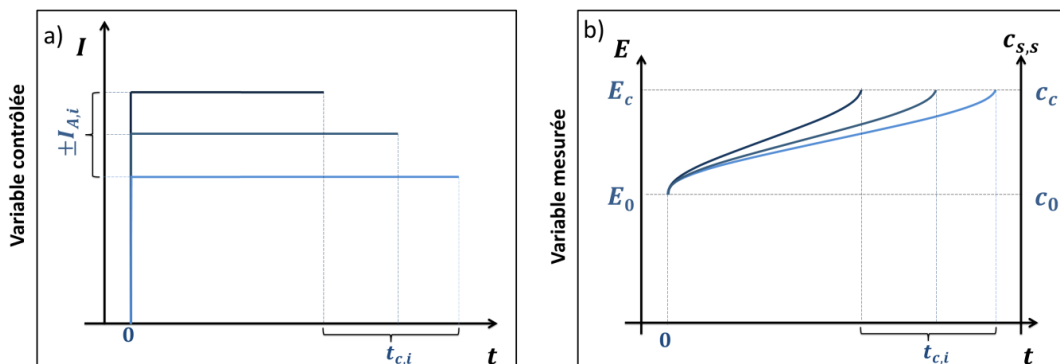 a)
I
Variable contrôlée
±I_{A,i}
0
t_{c,i}
t
b)
E
c_{s,s}
Variable mesurée
E_c
c_c
E_0
c_0
0
t_{c,i}
t